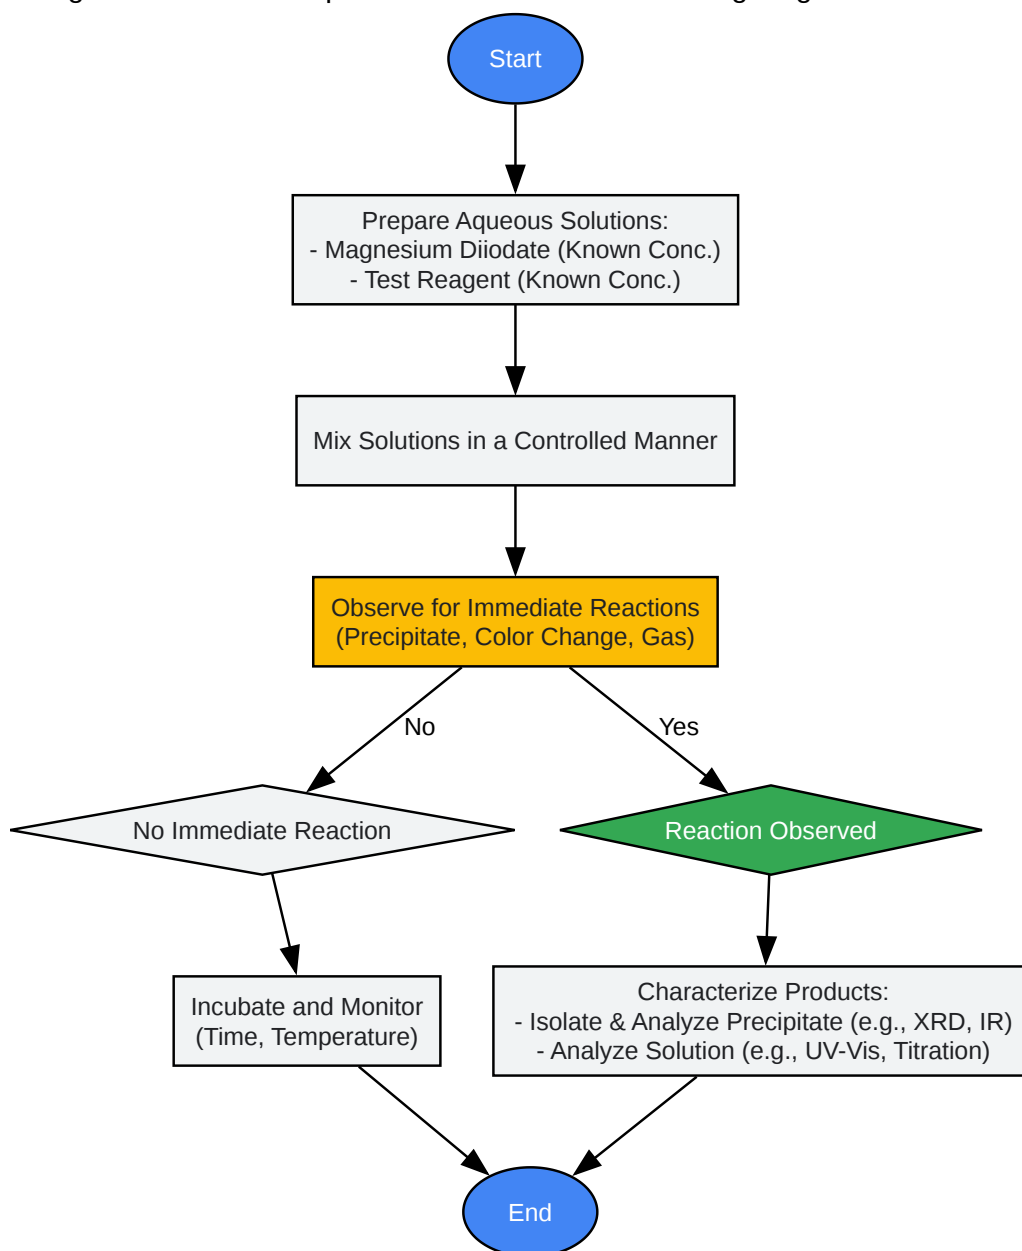 Start
Prepare Aqueous Solutions:
- Magnesium Diiodate (Known Conc.)
- Test Reagent (Known Conc.)
Mix Solutions in a Controlled Manner
Observe for Immediate Reactions
(Precipitate, Color Change, Gas)
No
Yes
No Immediate Reaction
Reaction Observed
Incubate and Monitor
(Time, Temperature)
Characterize Products:
- Isolate & Analyze Precipitate (e.g., XRD, IR)
- Analyze Solution (e.g., UV-Vis, Titration)
End